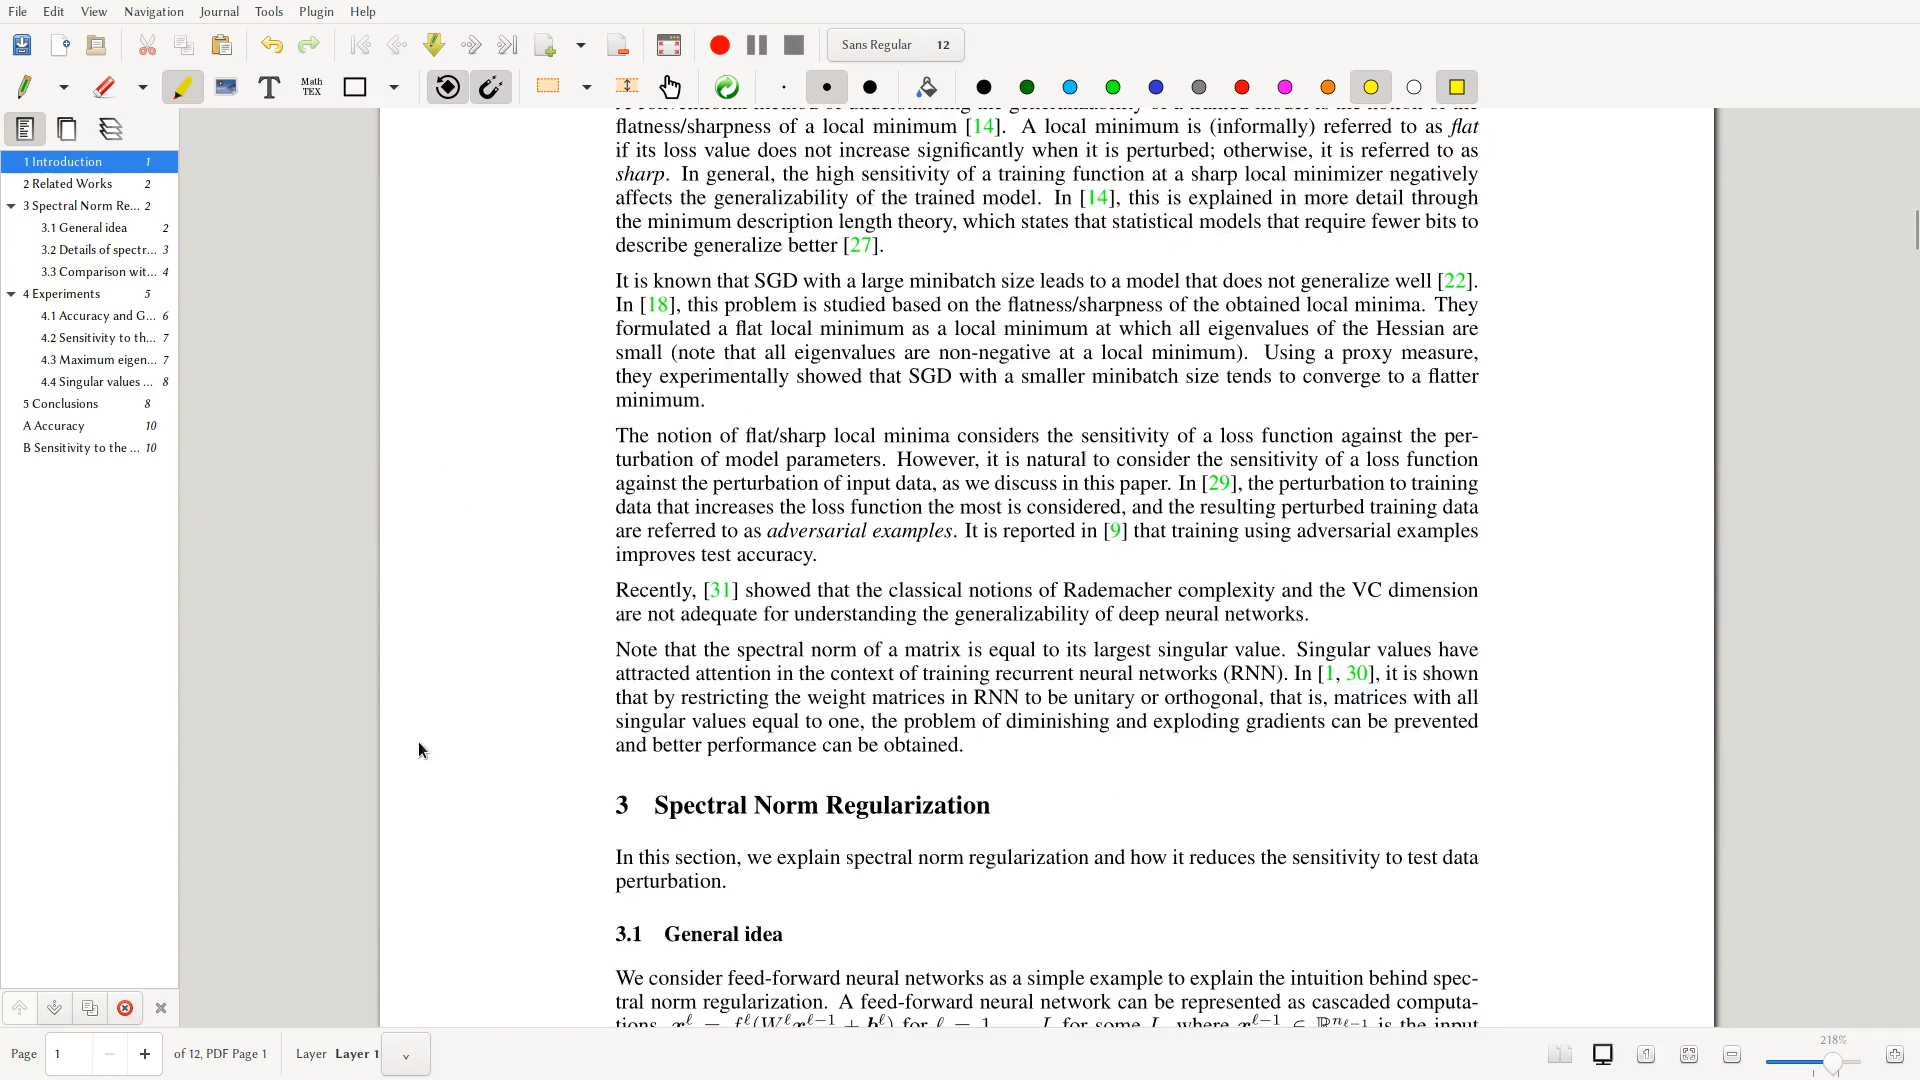 File Edit View Navigation Journal Tools Plugin Help
Sans Regular 12
Math
TEX
1 Introduction 1
2 Related Works 2
3 Spectral Norm Re... 2
3.1 General idea 2
3.2 Details of spectr... 3
3.3 Comparison wit... 4
4 Experiments 5
4.1 Accuracy and G... 6
4.2 Sensitivity to th... 7
4.3 Maximum eigen... 7
4.4 Singular values ... 8
5 Conclusions 8
A Accuracy 10
B Sensitivity to the ... 10
flatness/sharpness of a local minimum [14]. A local minimum is (informally) referred to as flat
if its loss value does not increase significantly when it is perturbed; otherwise, it is referred to as
sharp. In general, the high sensitivity of a training function at a sharp local minimizer negatively
affects the generalizability of the trained model. In [14], this is explained in more detail through
the minimum description length theory, which states that statistical models that require fewer bits to
describe generalize better [27].
It is known that SGD with a large minibatch size leads to a model that does not generalize well [22].
In [18], this problem is studied based on the flatness/sharpness of the obtained local minima. They
formulated a flat local minimum as a local minimum at which all eigenvalues of the Hessian are
small (note that all eigenvalues are non-negative at a local minimum). Using a proxy measure,
they experimentally showed that SGD with a smaller minibatch size tends to converge to a flatter
minimum.
The notion of flat/sharp local minima considers the sensitivity of a loss function against the per-
turbation of model parameters. However, it is natural to consider the sensitivity of a loss function
against the perturbation of input data, as we discuss in this paper. In [29], the perturbation to training
data that increases the loss function the most is considered, and the resulting perturbed training data
are referred to as adversarial examples. It is reported in [9] that training using adversarial examples
improves test accuracy.
Recently, [31] showed that the classical notions of Rademacher complexity and the VC dimension
are not adequate for understanding the generalizability of deep neural networks.
Note that the spectral norm of a matrix is equal to its largest singular value. Singular values have
attracted attention in the context of training recurrent neural networks (RNN). In [1, 30], it is shown
that by restricting the weight matrices in RNN to be unitary or orthogonal, that is, matrices with all
singular values equal to one, the problem of diminishing and exploding gradients can be prevented
and better performance can be obtained.
3 Spectral Norm Regularization
In this section, we explain spectral norm regularization and how it reduces the sensitivity to test data
perturbation.
3.1 General idea
We consider feed-forward neural networks as a simple example to explain the intuition behind spec-
tral norm regularization. A feed-forward neural network can be represented as cascaded computa-
Page 1 of 12, PDF Page 1 Layer Layer 1
218%